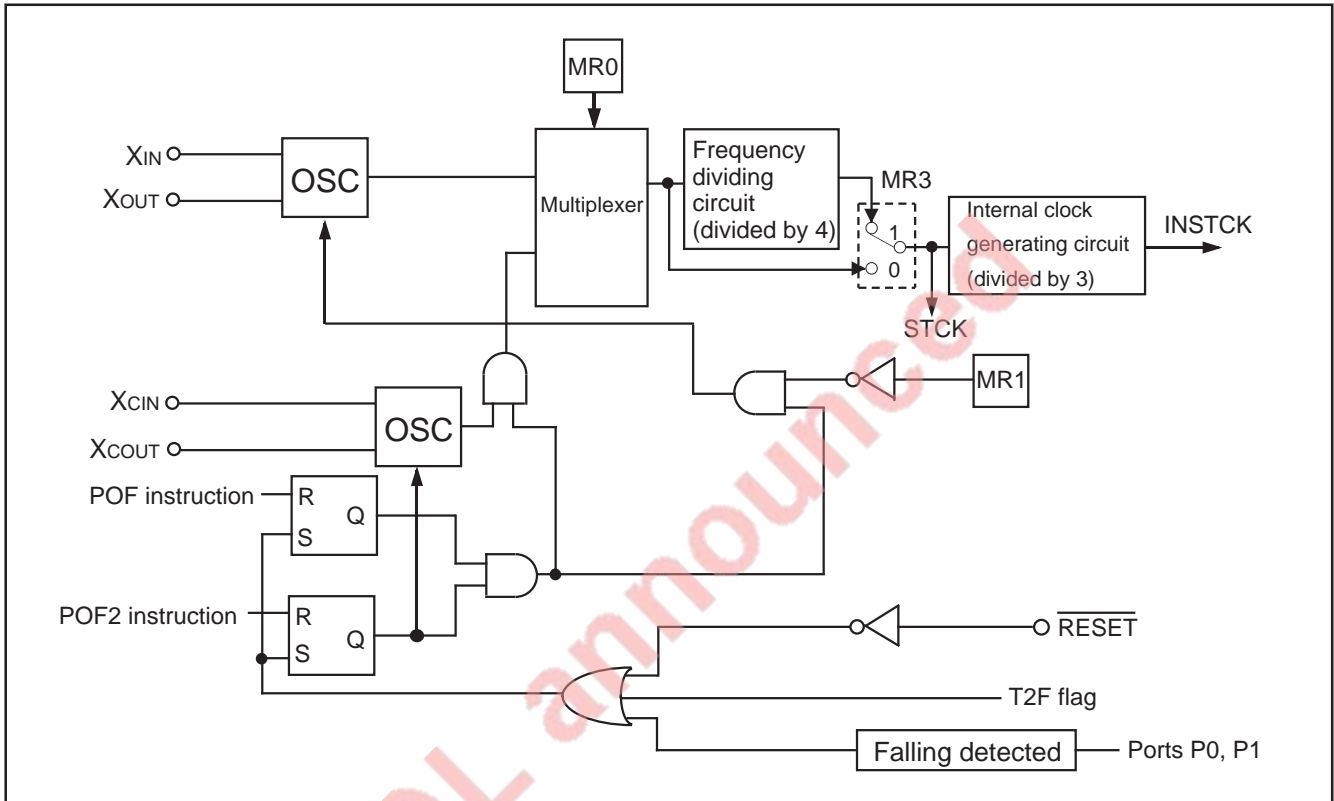 MR0
XIN
XOUT
OSC
Multiplexer
Frequency
dividing
circuit
(divided by 4)
MR3
1
0
Internal clock
generating circuit
(divided by 3)
INSTCK
STCK
MR1
XCIN
XCOUT
OSC
POF instruction
R
S
Q
POF2 instruction
R
S
Q
RESET
T2F flag
Falling detected
Ports P0, P1
announced